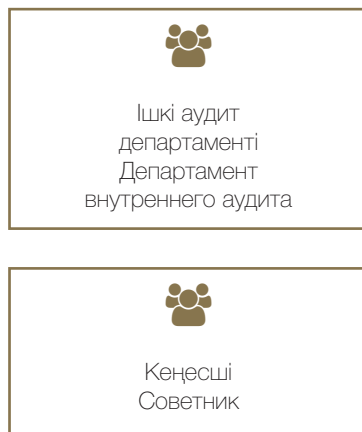 Ішкі аудит
департаменті
Департамент
внутреннего аудита
Кеңесші
Советник